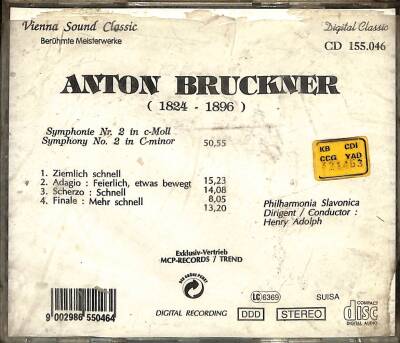 Vienna Sound Classic
Berühmte Meisterwerke
Digital Classic
CD 155.046
ANTON BRUCKNER
( 1824 - 1896 )
Symphonie Nr. 2 in c-Moll
Symphony No. 2 in C-minor 50,55
1. Ziemlich schnell
2. Adagio : Feierlich, etwas bewegt 15,23
3. Scherzo : Schnell 14,08
4. Finale : Mehr schnell 8,05
13,20
KB CDI
CCG YAD
121463
Philharmonia Slavonica
Dirigent / Conductor :
Henry Adolph
Exklusiv-Vertrieb
MCP-RECORDS / TREND
DER GRÜNE PUNKT
9 002986 550464
DIGITAL RECORDING
DDD
LC 6369
STEREO
SUISA
COMPACT
disc
DIGITAL AUDIO